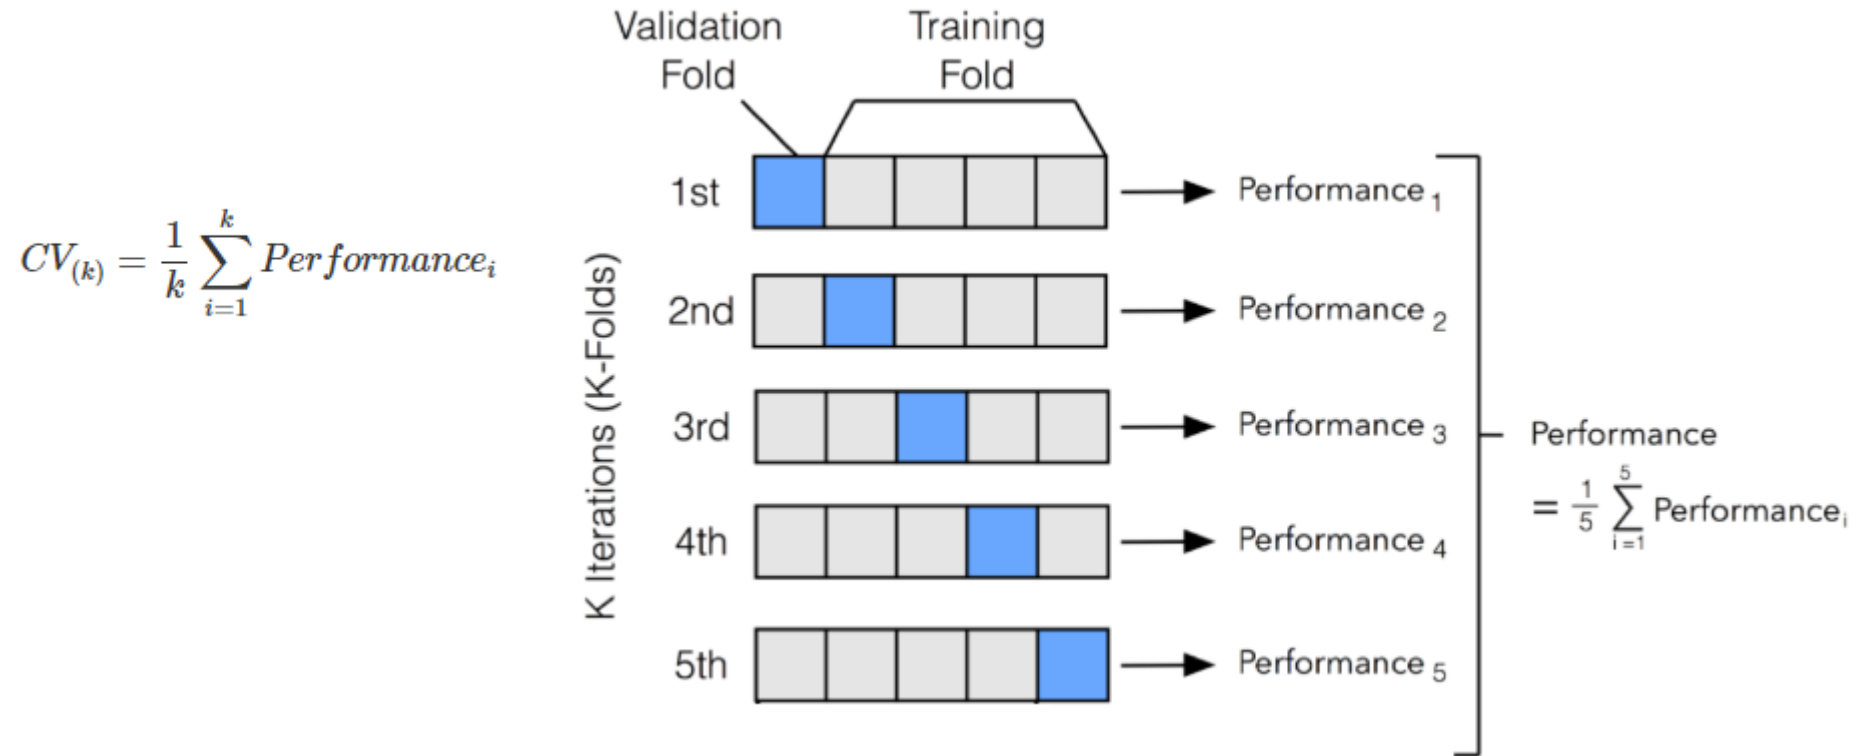 Validation
Fold
Training
Fold
CV(k) = 1/k ∑_{i=1}^{k} Performance_i
K Iterations (K-Folds)
1st
Performance 1
2nd
Performance 2
3rd
Performance 3
4th
Performance 4
5th
Performance 5
Performance
= 1/5 ∑_{i=1}^{5} Performance_i